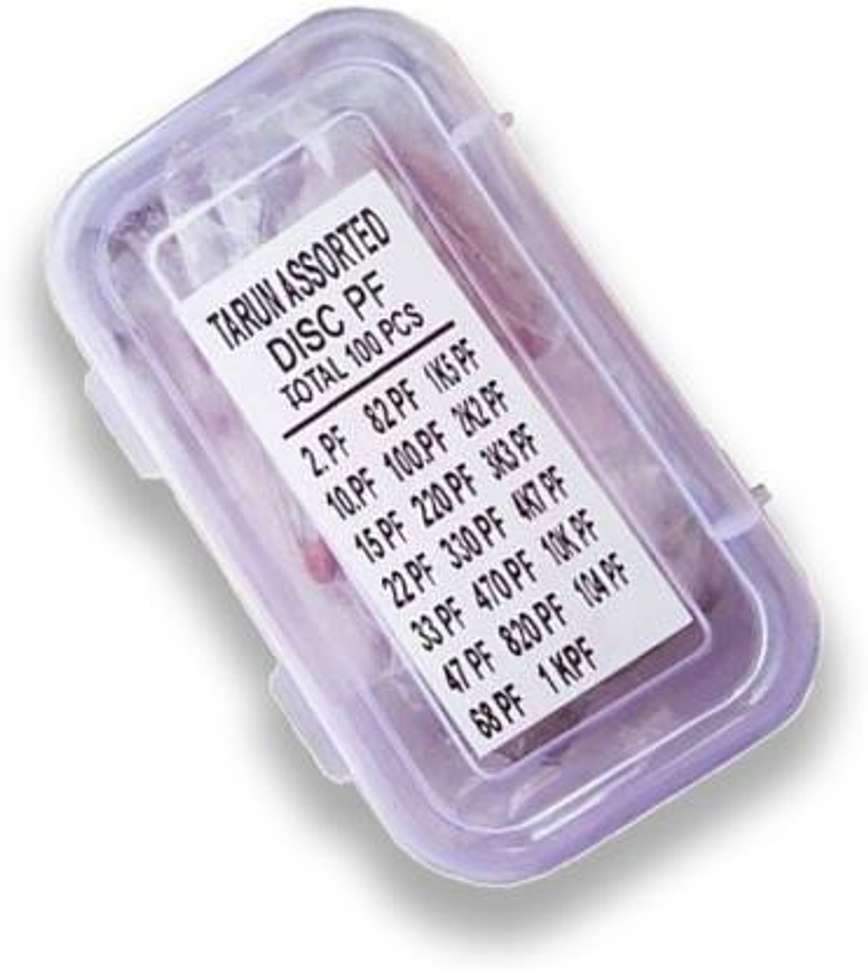 TARUN ASSORTED
DISC PF
TOTAL 100 PCS
2.PF 82 PF 1K5 PF
10.PF 100.PF 2K2 PF
15 PF 220 PF 3K3 PF
22 PF 330 PF 4K7 PF
33 PF 470 PF 10K PF
47 PF 820 PF 104 PF
68 PF 1 KPF